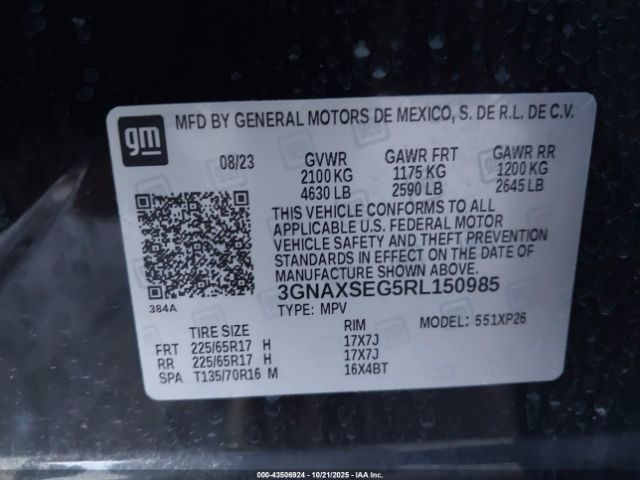 gm
MFD BY GENERAL MOTORS DE MEXICO, S. DE R.L. DE C.V.
08/23 GVWR GAWR FRT GAWR RR
2100 KG 1175 KG 1200 KG
4630 LB 2590 LB 2645 LB
THIS VEHICLE CONFORMS TO ALL
APPLICABLE U.S. FEDERAL MOTOR
VEHICLE SAFETY AND THEFT PREVENTION
STANDARDS IN EFFECT ON THE DATE OF
MANUFACTURE SHOWN ABOVE.
384A
3GNAXSEG5RL150985
TYPE: MPV MODEL: 551XP26
TIRE SIZE RIM
FRT 225/65R17 H 17X7J
RR 225/65R17 H 17X7J
SPA T135/70R16 M 16X4BT
© 000-43506924 - 10/21/2025 - IAAI.COM